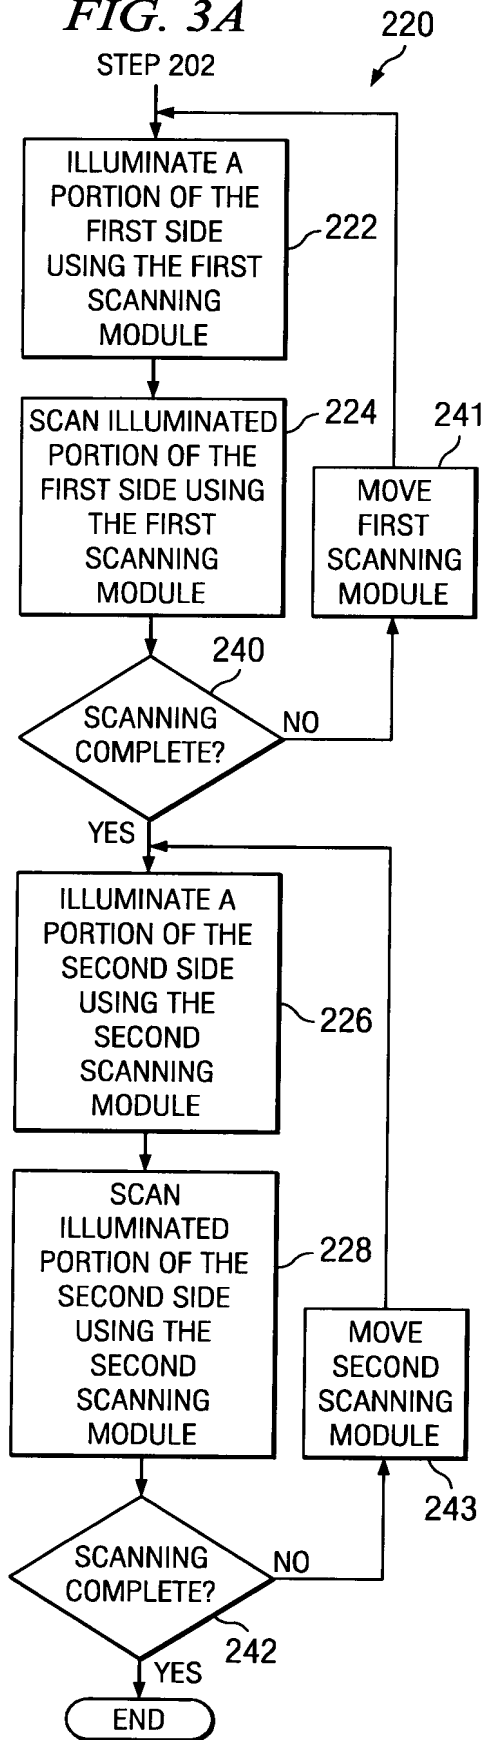 FIG. 3A
220
STEP 202
ILLUMINATE A
PORTION OF THE
FIRST SIDE
USING THE FIRST
SCANNING
MODULE
222
SCAN ILLUMINATED
PORTION OF THE
FIRST SIDE USING
THE FIRST
SCANNING
MODULE
224
241
MOVE
FIRST
SCANNING
MODULE
240
SCANNING
COMPLETE?
NO
YES
ILLUMINATE A
PORTION OF THE
SECOND SIDE
USING THE
SECOND
SCANNING
MODULE
226
SCAN
ILLUMINATED
PORTION OF THE
SECOND SIDE
USING THE
SECOND
SCANNING
MODULE
228
MOVE
SECOND
SCANNING
MODULE
243
SCANNING
COMPLETE?
NO
242
YES
END